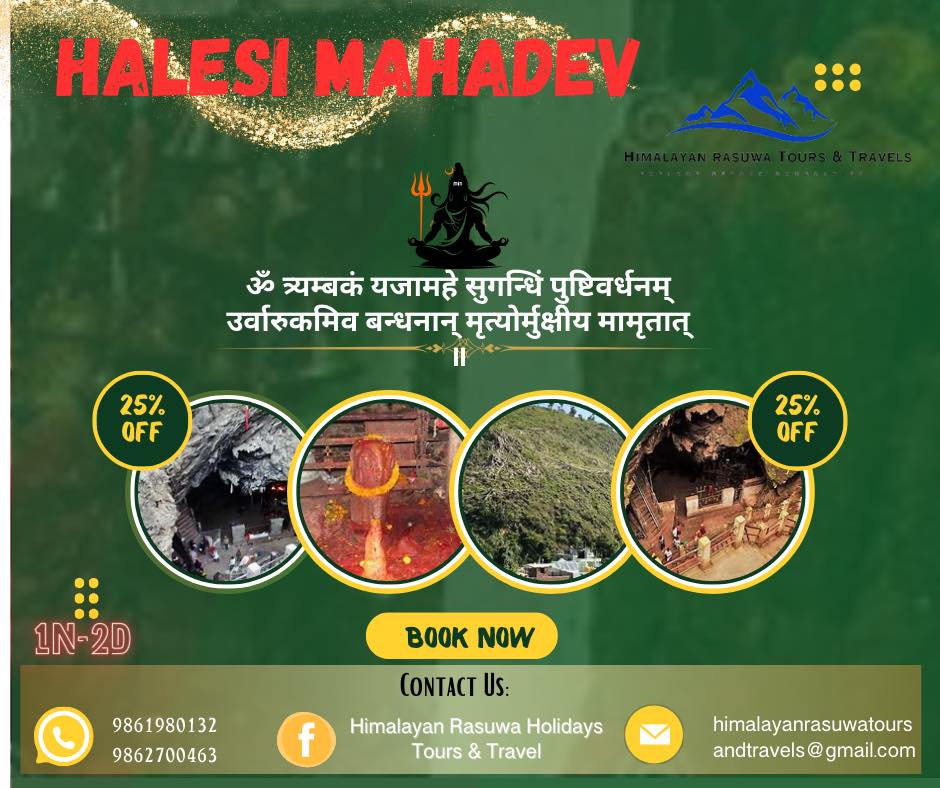 HALESI MAHADEV
HIMALAYAN RASUWA TOURS & TRAVELS
ॐ त्र्यम्बकं यजामहे सुगन्धिं पुष्टिवर्धनम्
उर्वारुकमिव बन्धनान् मृत्योर्मुक्षीय मामृतात्
॥
25%
OFF
25%
OFF
1N-2D
BOOK NOW
CONTACT US:
9861980132
9862700463
Himalayan Rasuwa Holidays
Tours & Travel
himalayanrasuwatours
andtravels@gmail.com